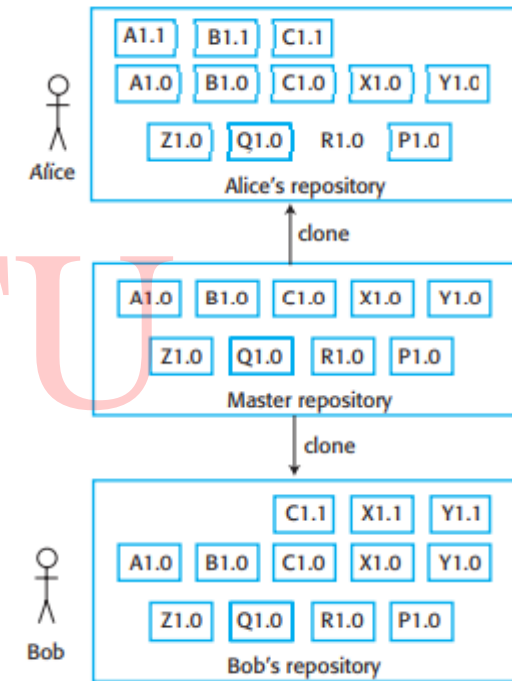 A1.1 B1.1 C1.1
A1.0 B1.0 C1.0 X1.0 Y1.0
Z1.0 Q1.0 R1.0 P1.0
Alice
Alice's repository
clone
A1.0 B1.0 C1.0 X1.0 Y1.0
TU
Z1.0 Q1.0 R1.0 P1.0
Master repository
clone
C1.1 X1.1 Y1.1
A1.0 B1.0 C1.0 X1.0 Y1.0
Z1.0 Q1.0 R1.0 P1.0
Bob
Bob's repository